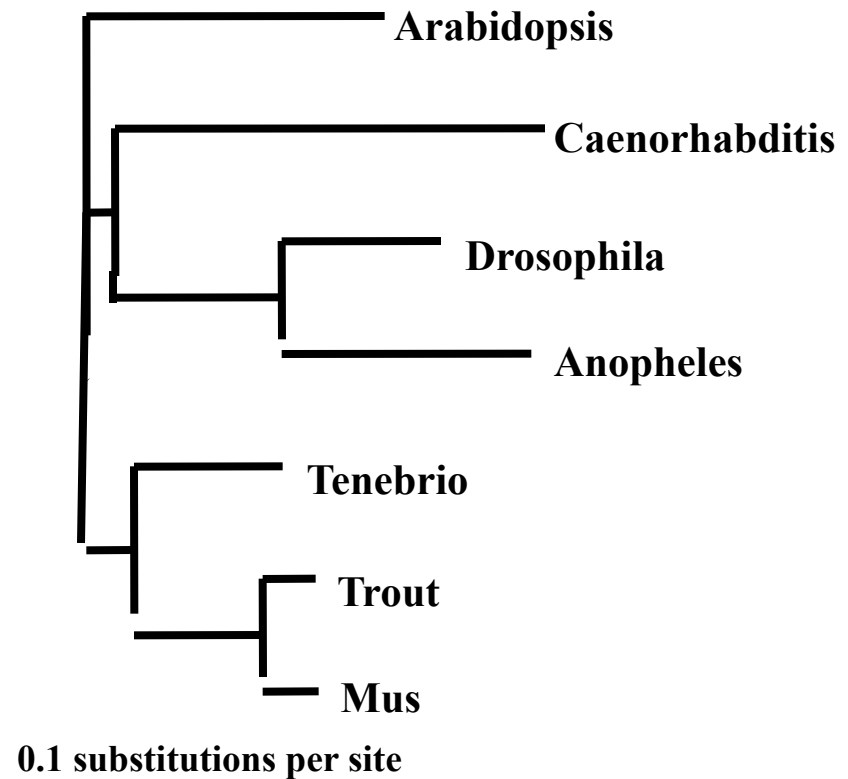 Arabidopsis
Caenorhabditis
Drosophila
Anopheles
Tenebrio
Trout
Mus
0.1 substitutions per site